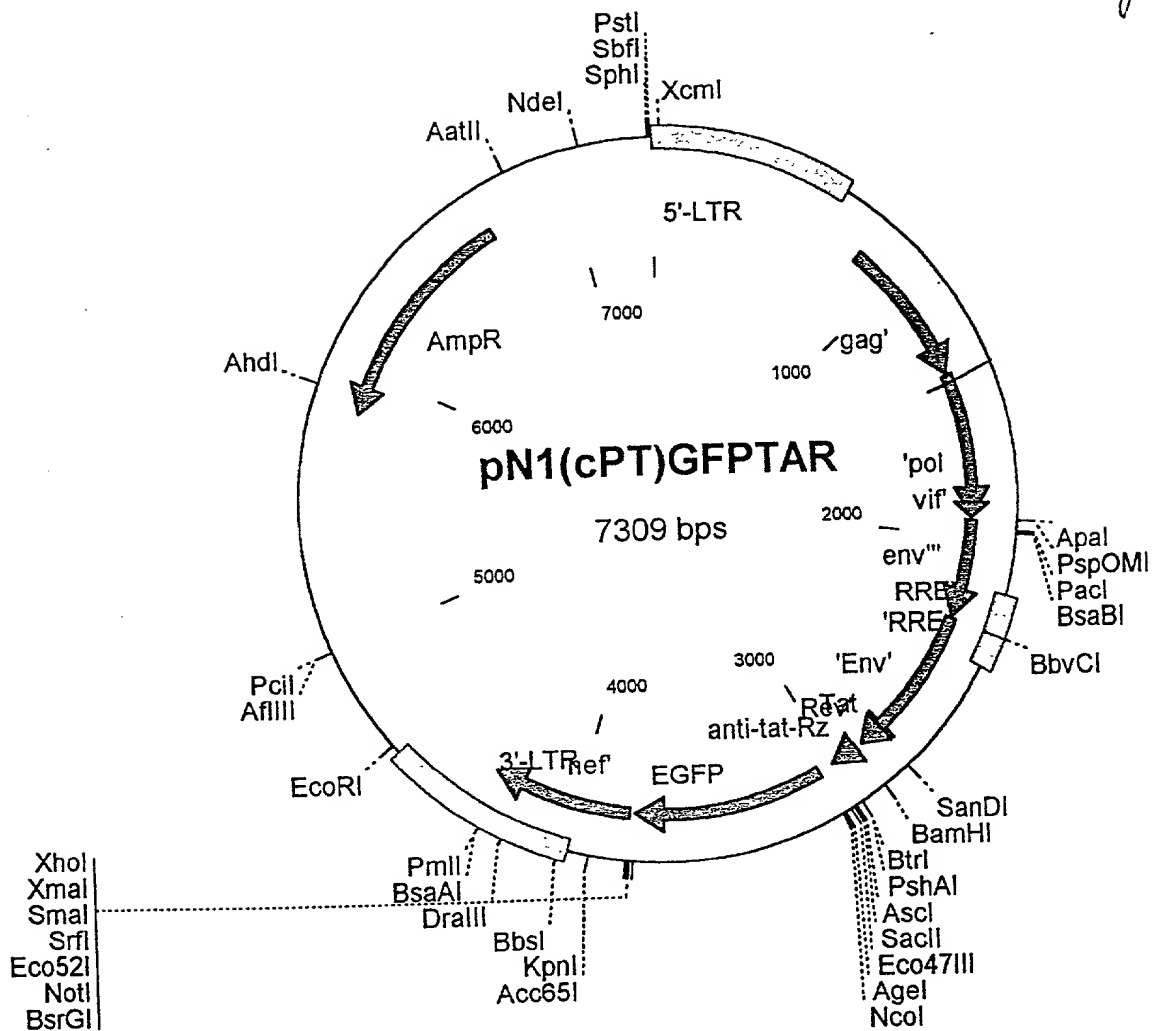 PstI
SbfI
SphI
XcmI
NdeI
AatII
5'-LTR
7000
AmpR
gag'
AhdI
1000
6000
pN1(cPT)GFPTAR
'pol
vif'
7309 bps
2000
ApaI
PspOMI
PacI
BsaBI
env'''
5000
RRE
'RRE
BbvCI
'Env'
3000
4000
Tat
Rev'
PciI
AflIII
anti-tat-Rz
3'-LTR
nef'
EGFP
EcoRI
SanDI
BamHI
BtrI
PshAI
AscI
SacII
Eco47III
AgeI
NcoI
PmlI
BsaAI
DraIII
BbsI
KpnI
Acc65I
XhoI
XmaI
SmaI
SrfI
Eco52I
NotI
BsrGI